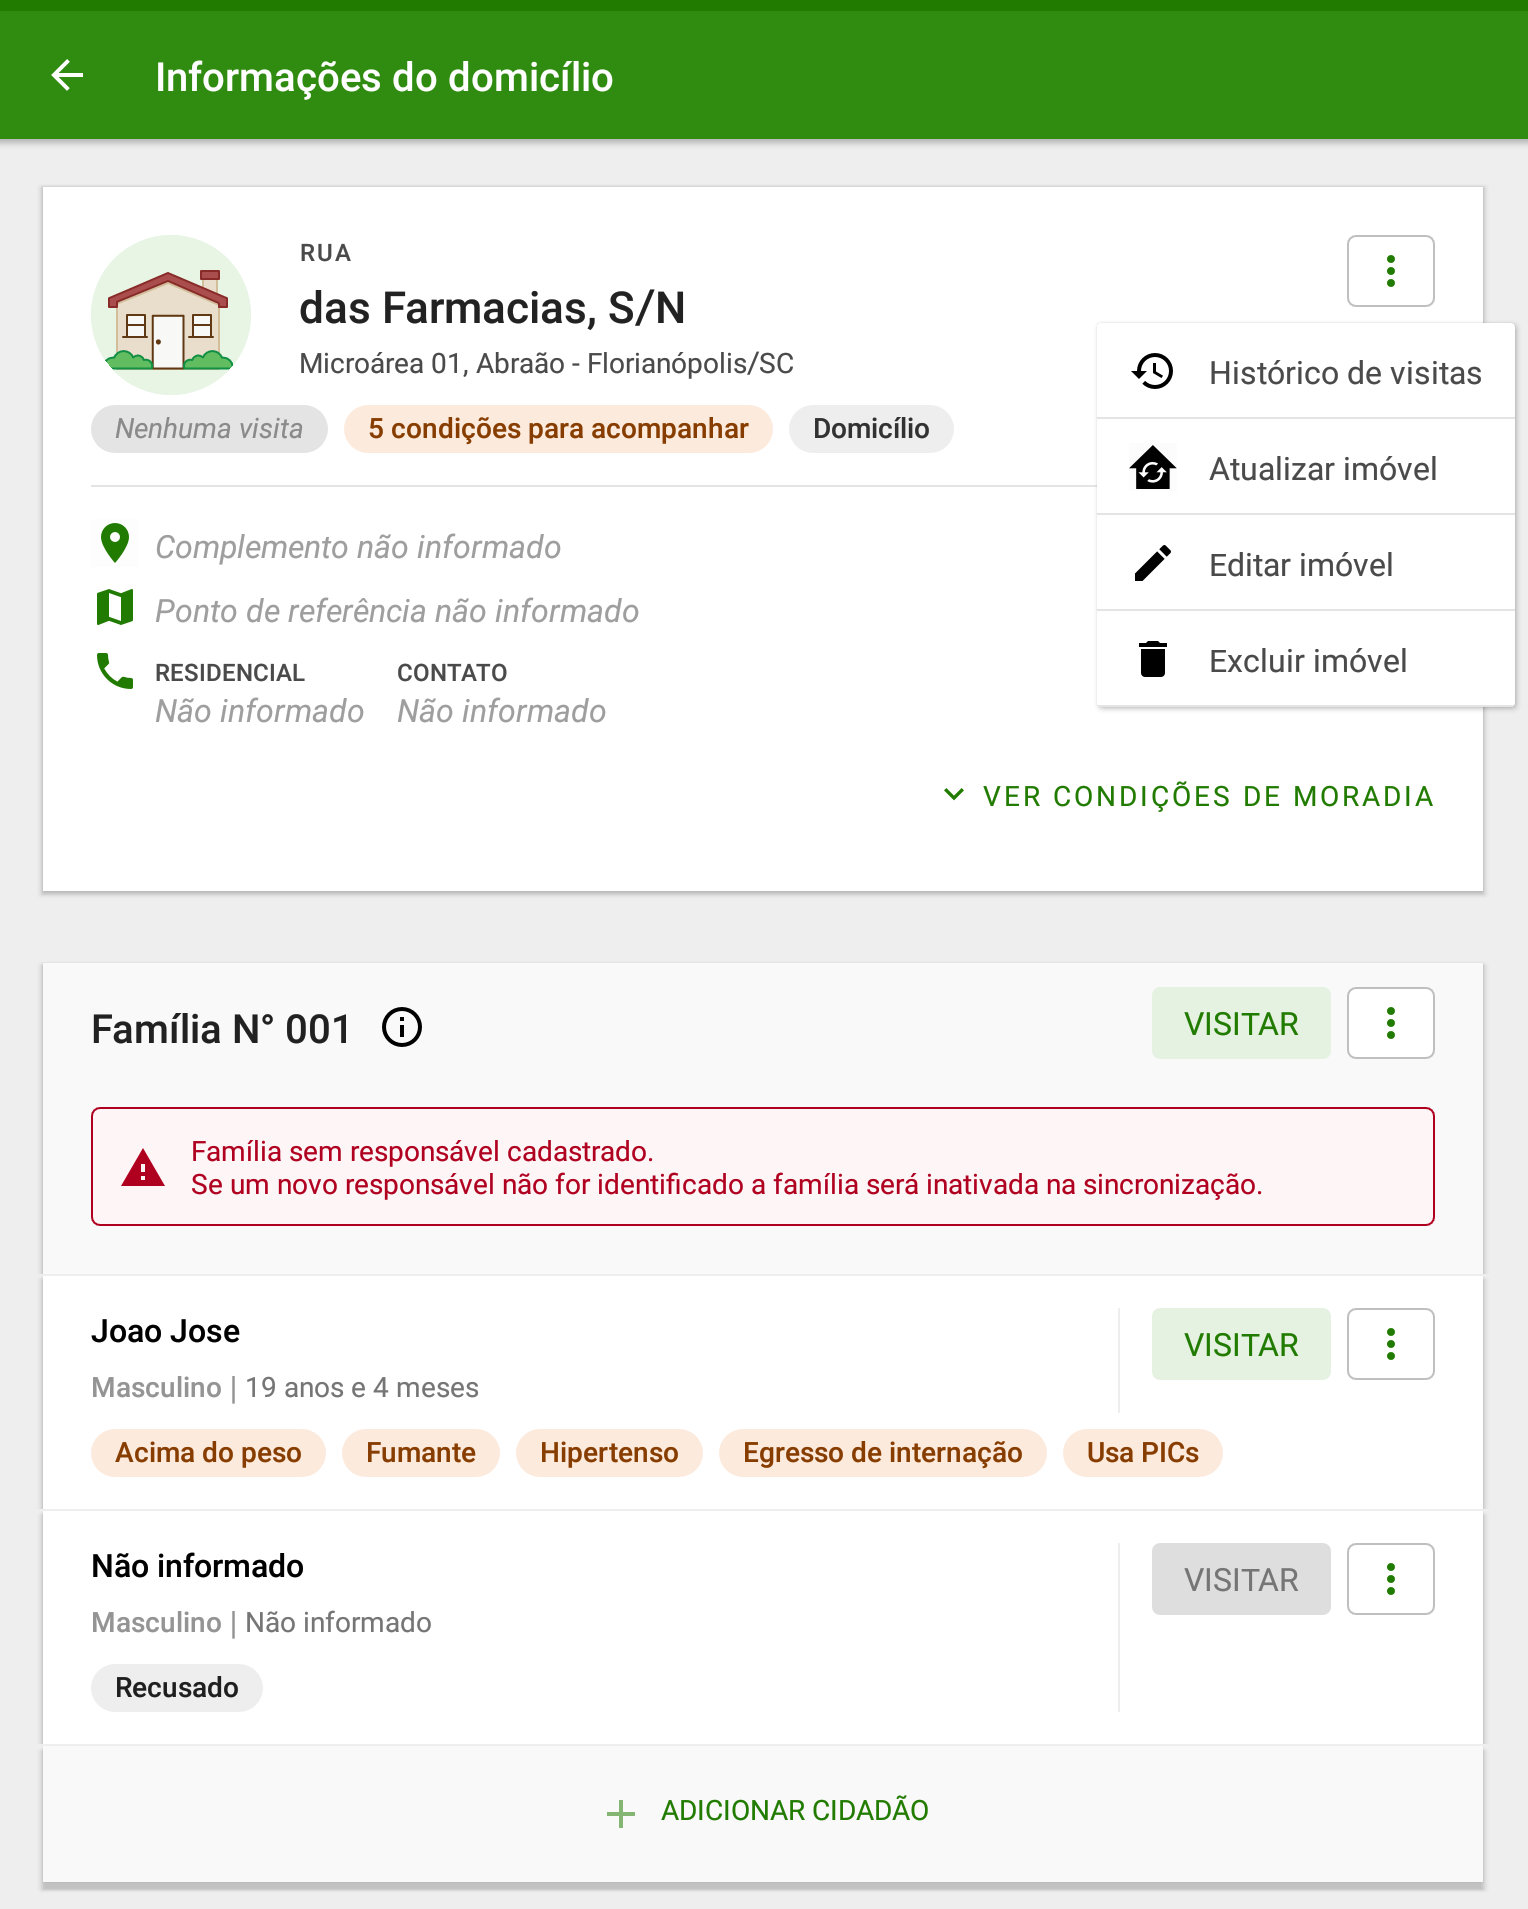 Informações do domicílio
RUA
das Farmacias, S/N
Microárea 01, Abraão - Florianópolis/SC
Nenhuma visita
5 condições para acompanhar
Domicílio
Histórico de visitas
Atualizar imóvel
Editar imóvel
Excluir imóvel
Complemento não informado
Ponto de referência não informado
RESIDENCIAL CONTATO
Não informado Não informado
VER CONDIÇÕES DE MORADIA
Família N° 001
VISITAR
Família sem responsável cadastrado.
Se um novo responsável não for identificado a família será inativada na sincronização.
Joao Jose
VISITAR
Masculino | 19 anos e 4 meses
Acima do peso Fumante Hipertenso Egresso de internação Usa PICs
Não informado
VISITAR
Masculino | Não informado
Recusado
ADICIONAR CIDADÃO